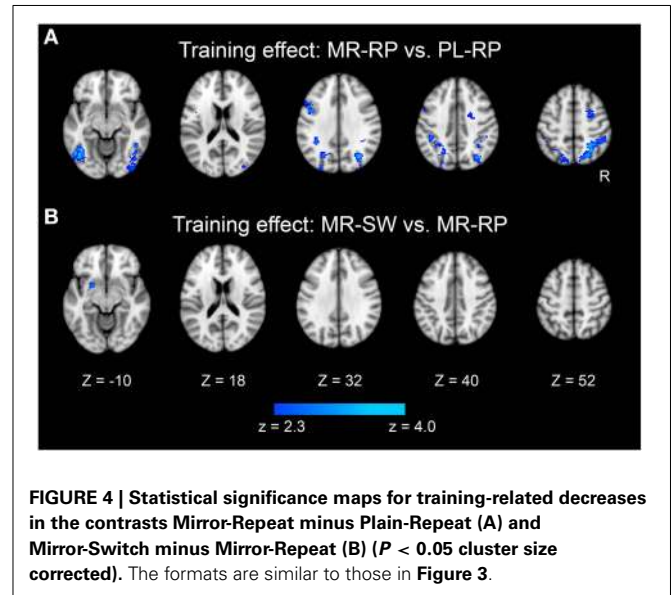 A
Training effect: MR-RP vs. PL-RP
R
B
Training effect: MR-SW vs. MR-RP
Z = -10 Z = 18 Z = 32 Z = 40 Z = 52
z = 2.3 z = 4.0
FIGURE 4 | Statistical significance maps for training-related decreases
in the contrasts Mirror-Repeat minus Plain-Repeat (A) and
Mirror-Switch minus Mirror-Repeat (B) (P < 0.05 cluster size
corrected). The formats are similar to those in Figure 3.